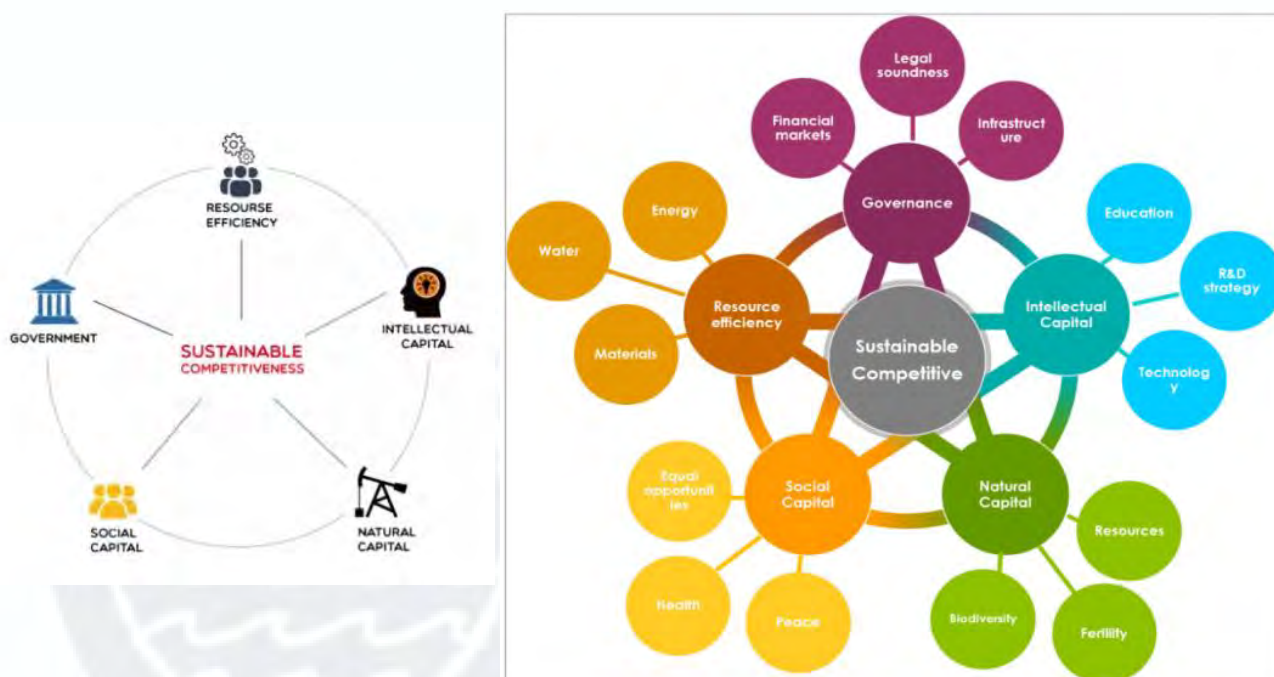 RESOURSE
EFFICIENCY
GOVERNMENT
INTELLECTUAL
CAPITAL
SUSTAINABLE
COMPETITIVENESS
SOCIAL
CAPITAL
NATURAL
CAPITAL
Legal
soundness
Financial
markets
Infrastruct
ure
Governance
Energy
Water
Resource
efficiency
Materials
Education
R&D
strategy
Intellectual
Capital
Technolog
y
Sustainable
Competitive
Equal
opportunit
ies
Social
Capital
Health
Peace
Natural
Capital
Resources
Biodiversity
Fertility